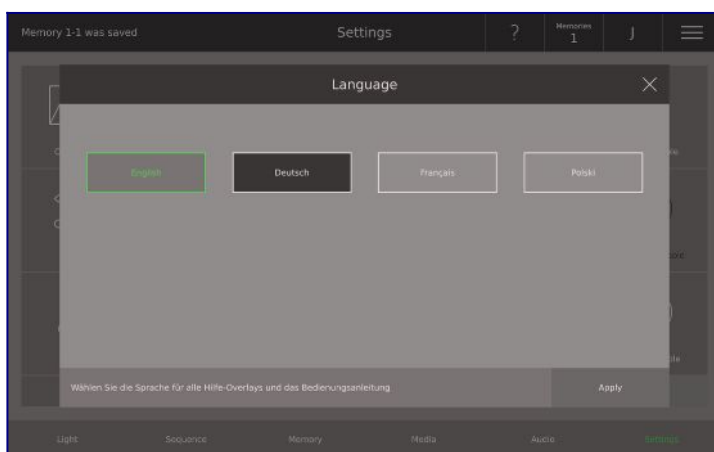 Memory 1-1 was saved
Settings
?
Memories
1
J
Language
English
Deutsch
Français
Polski
Wählen Sie die Sprache für alle Hilfe-Overlays und das Bedienungsanleitung
Apply
Light
Sequence
Memory
Media
Audio
Settings